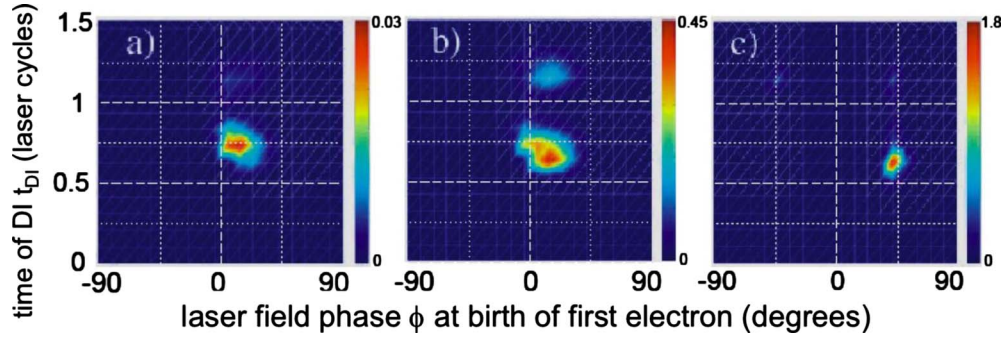 1.5
1
0.5
0
time of DI t_DI (laser cycles)
a)
0.03
0
b)
0.45
0
c)
1.8
0
-90 0 90
-90 0 90
-90 0 90
laser field phase ϕ at birth of first electron (degrees)